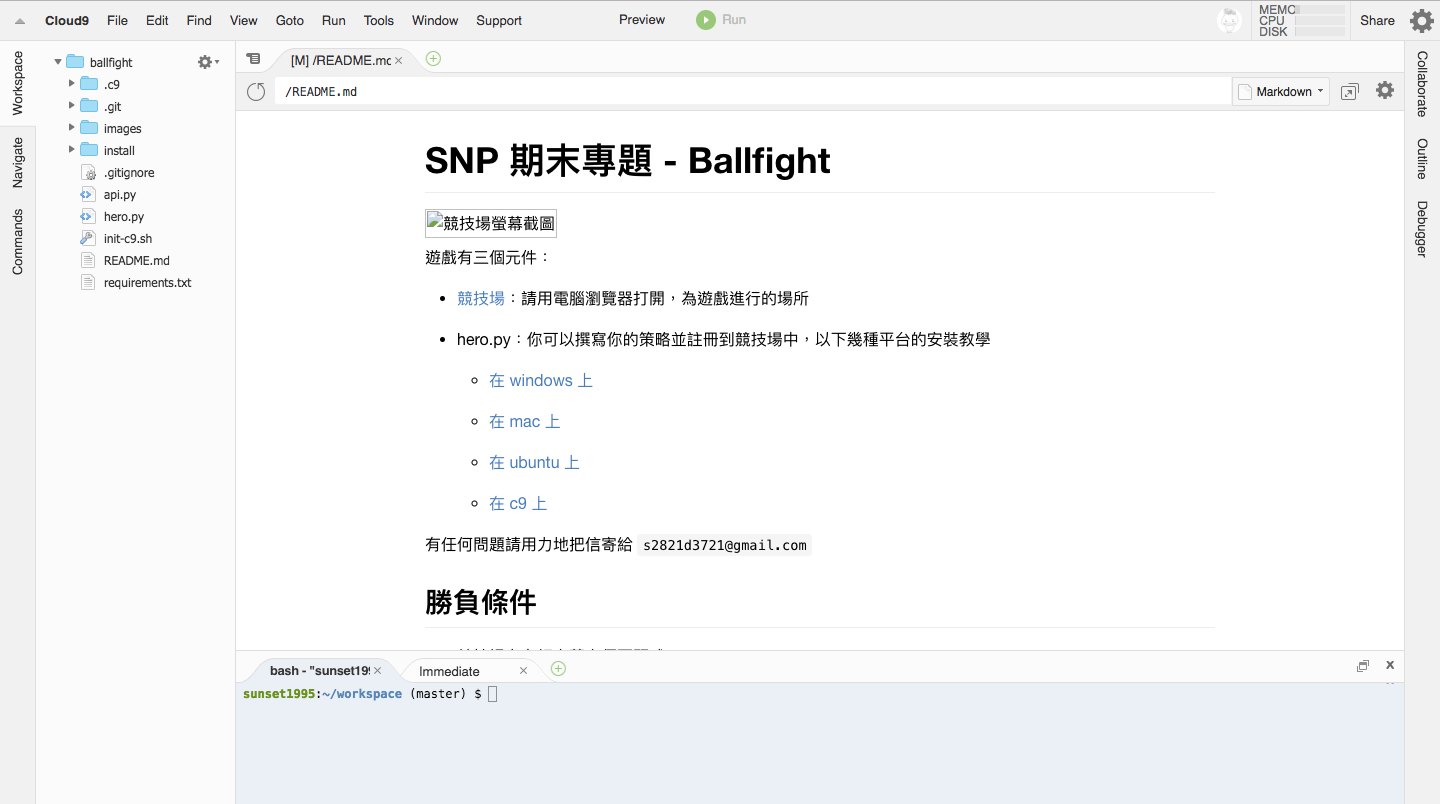 Cloud9 File Edit Find View Goto Run Tools Window Support Preview Run MEMO CPU DISK Share
Workspace
Navigate
Commands
ballfight
.c9
.git
images
install
.gitignore
api.py
hero.py
init-c9.sh
README.md
requirements.txt
[M] /README.mc
/README.md Markdown
SNP 期末專題 - Ballfight
競技場螢幕截圖
遊戲有三個元件：
競技場：請用電腦瀏覽器打開，為遊戲進行的場所
hero.py：你可以撰寫你的策略並註冊到競技場中，以下幾種平台的安裝教學
在 windows 上
在 mac 上
在 ubuntu 上
在 c9 上
有任何問題請用力地把信寄給 s2821d3721@gmail.com
勝負條件
bash - "sunset199 Immediate
sunset1995:~/workspace (master) $
Collaborate
Outline
Debugger